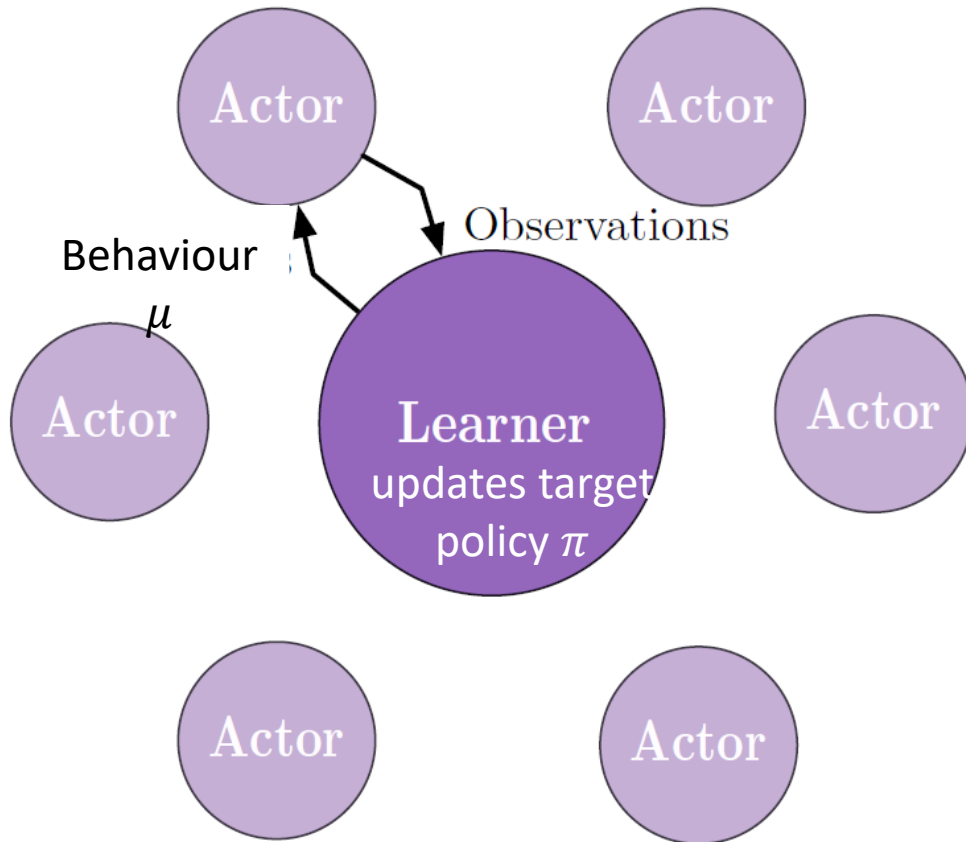 Actor
Actor
Observations
Behaviour
μ
Actor
Learner
updates target
policy π
Actor
Actor
Actor